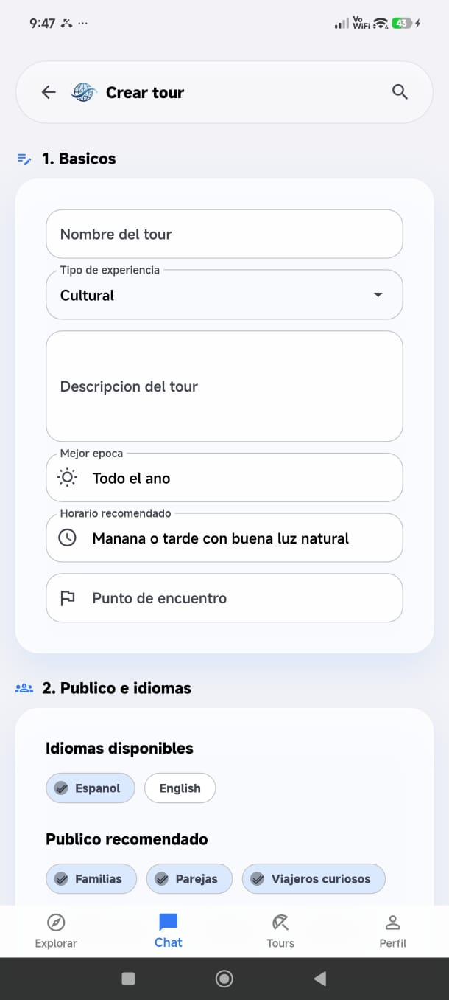 9:47
Vo
WiFi
6
43
Crear tour
1. Basicos
Nombre del tour
Tipo de experiencia
Cultural
Descripcion del tour
Mejor epoca
Todo el ano
Horario recomendado
Manana o tarde con buena luz natural
Punto de encuentro
2. Publico e idiomas
Idiomas disponibles
Espanol English
Publico recomendado
Familias Parejas Viajeros curiosos
Explorar Chat Tours Perfil